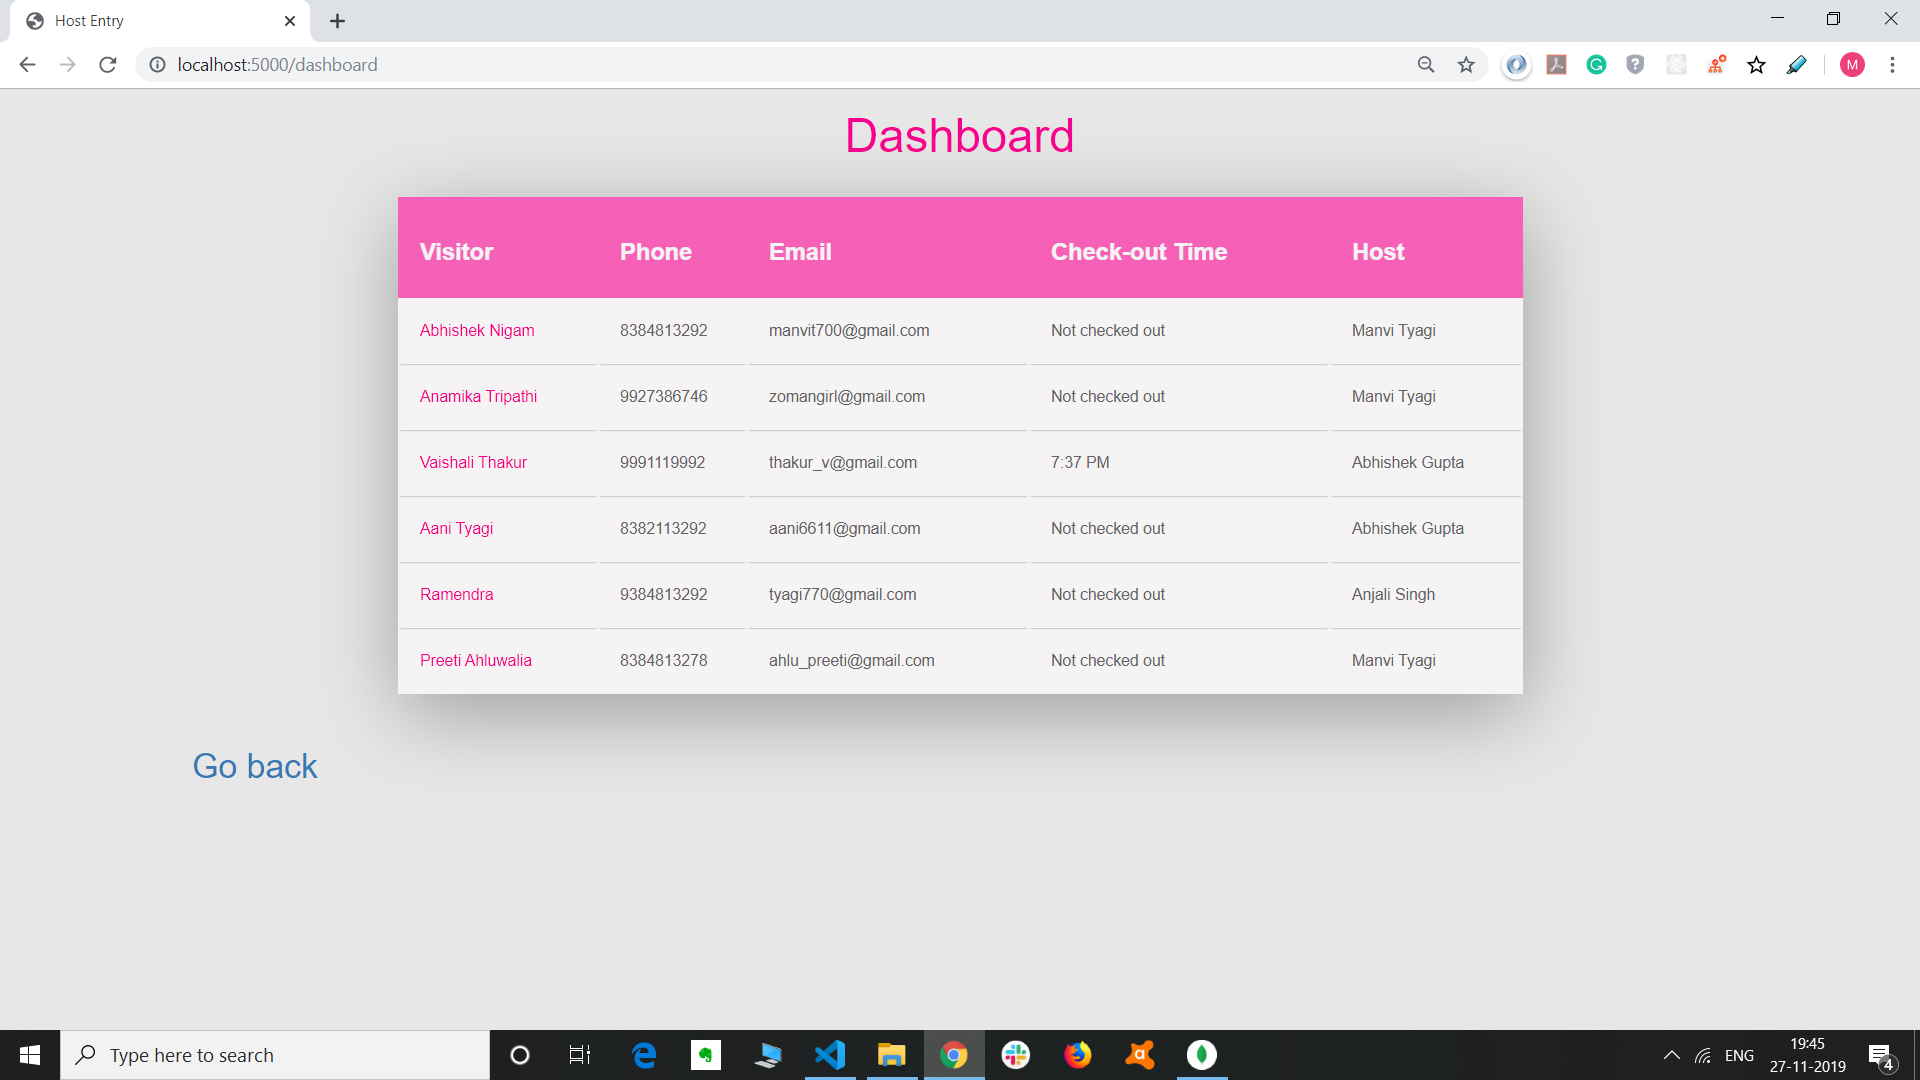 Host Entry
localhost:5000/dashboard
M
Dashboard
Visitor Phone Email Check-out Time Host
Abhishek Nigam 8384813292 manvit700@gmail.com Not checked out Manvi Tyagi
Anamika Tripathi 9927386746 zomangirl@gmail.com Not checked out Manvi Tyagi
Vaishali Thakur 9991119992 thakur_v@gmail.com 7:37 PM Abhishek Gupta
Aani Tyagi 8382113292 aani6611@gmail.com Not checked out Abhishek Gupta
Ramendra 9384813292 tyagi770@gmail.com Not checked out Anjali Singh
Preeti Ahluwalia 8384813278 ahlu_preeti@gmail.com Not checked out Manvi Tyagi
Go back
Type here to search
ENG
19:45
27-11-2019
4